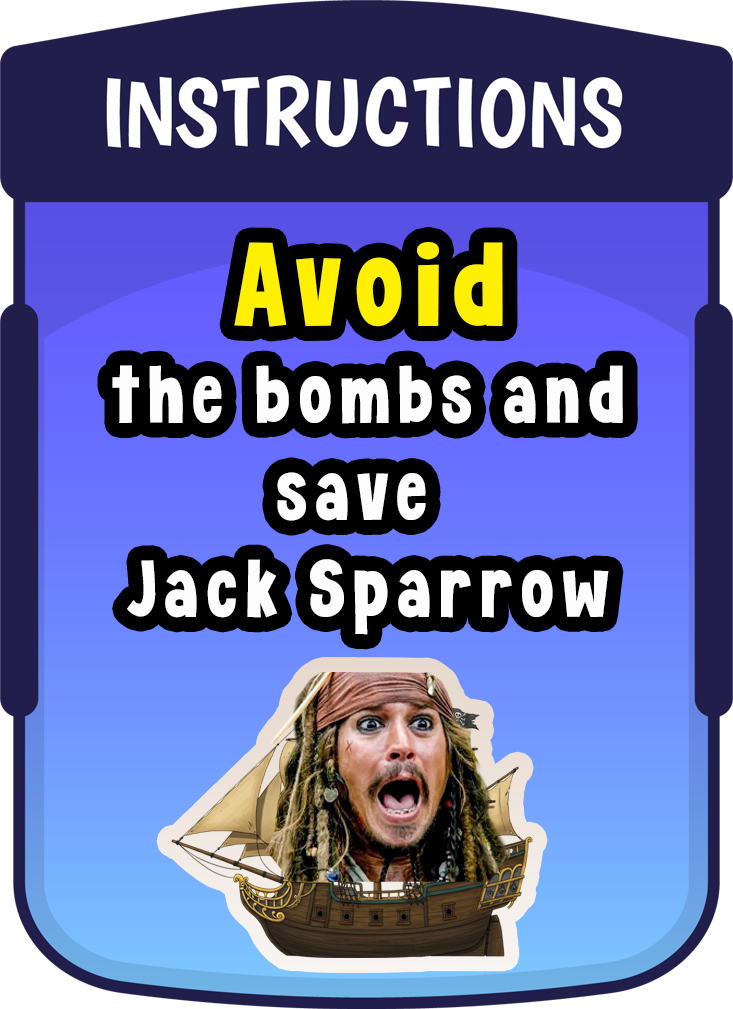 INSTRUCTIONS
Avoid
the bombs and
save
Jack Sparrow